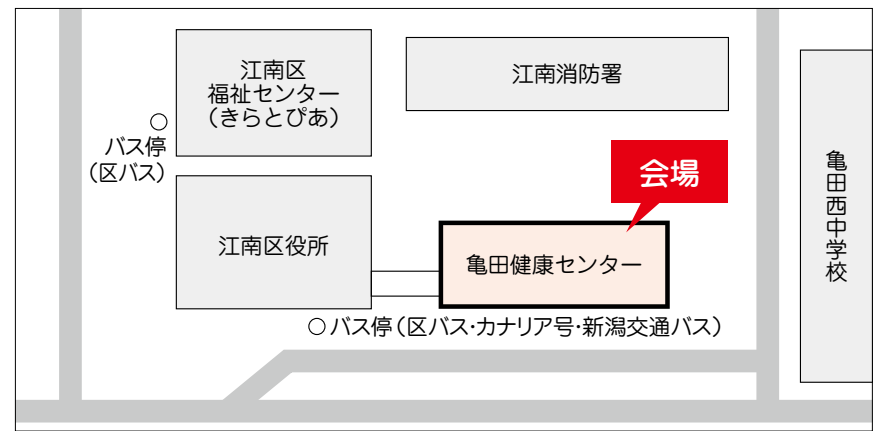 江南区
福祉センター
（きらとぴあ）
江南消防署
○
バス停
（区バス）
会場
亀田西中学校
江南区役所
亀田健康センター
○バス停（区バス・カナリア号・新潟交通バス）